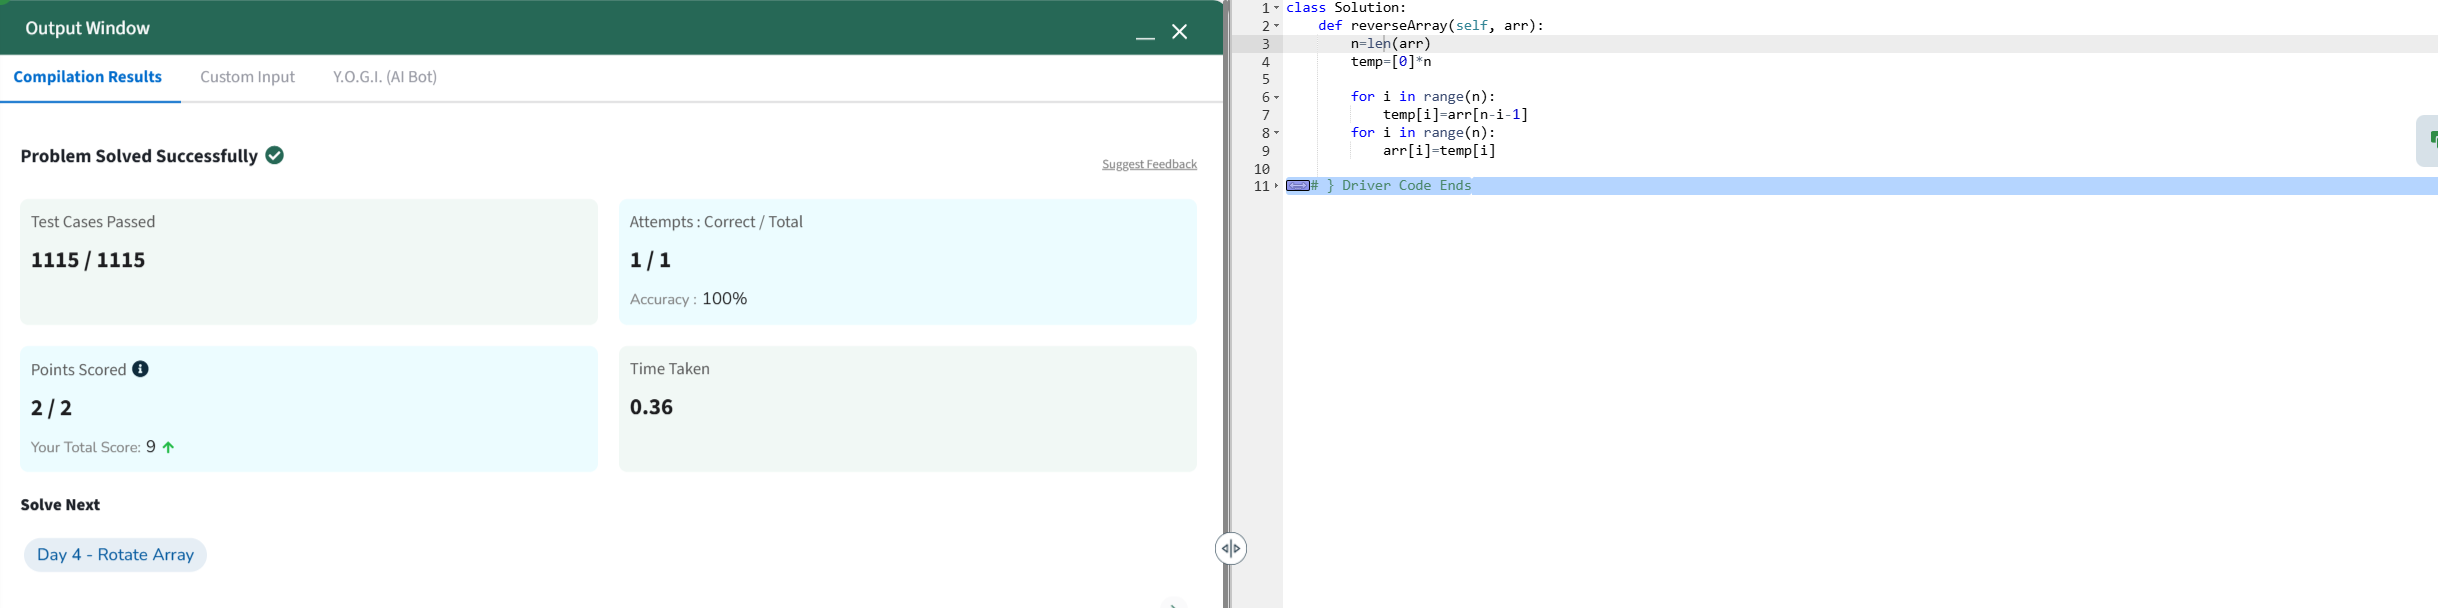 Output Window
Compilation Results
Custom Input
Y.O.G.I. (AI Bot)
Problem Solved Successfully
Suggest Feedback
Test Cases Passed
1115 / 1115
Attempts : Correct / Total
1 / 1
Accuracy : 100%
Points Scored
2 / 2
Your Total Score: 9
Time Taken
0.36
Solve Next
Day 4 - Rotate Array
1 class Solution:
2     def reverseArray(self, arr):
3         n=len(arr)
4         temp=[0]*n
5
6         for i in range(n):
7             temp[i]=arr[n-i-1]
8         for i in range(n):
9             arr[i]=temp[i]
10
11 # } Driver Code Ends